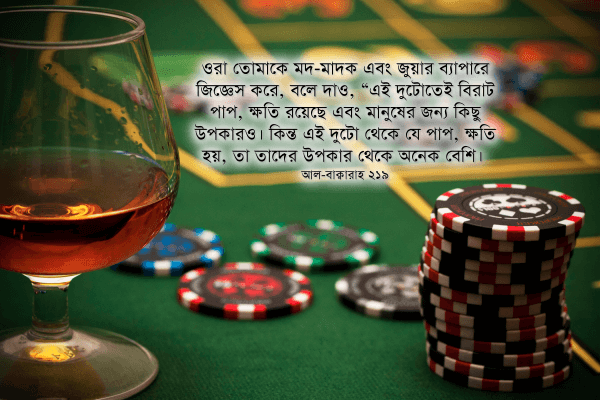 ওরা তোমাকে মদ-মাদক এবং জুয়ার ব্যাপারে
জিজ্ঞেস করে, বলে দাও, “এই দুটোতেই বিরাট
পাপ, ক্ষতি রয়েছে এবং মানুষের জন্য কিছু
উপকারও। কিন্ত এই দুটো থেকে যে পাপ, ক্ষতি
হয়, তা তাদের উপকার থেকে অনেক বেশি।
আল-বাক্বারাহ ২১৯